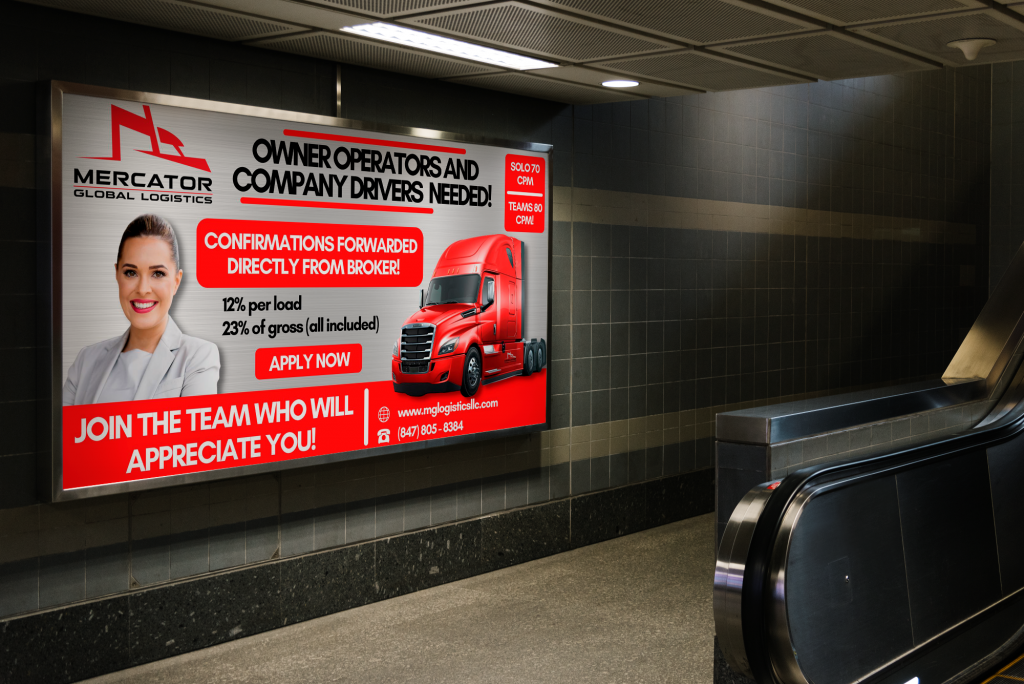 MERCATOR
GLOBAL LOGISTICS
OWNER OPERATORS AND
COMPANY DRIVERS NEEDED!
SOLO 70
CPM
TEAMS 80
CPM!
CONFIRMATIONS FORWARDED
DIRECTLY FROM BROKER!
12% per load
23% of gross (all included)
APPLY NOW
JOIN THE TEAM WHO WILL
APPRECIATE YOU!
www.mglogisticsllc.com
(847) 805 - 8384